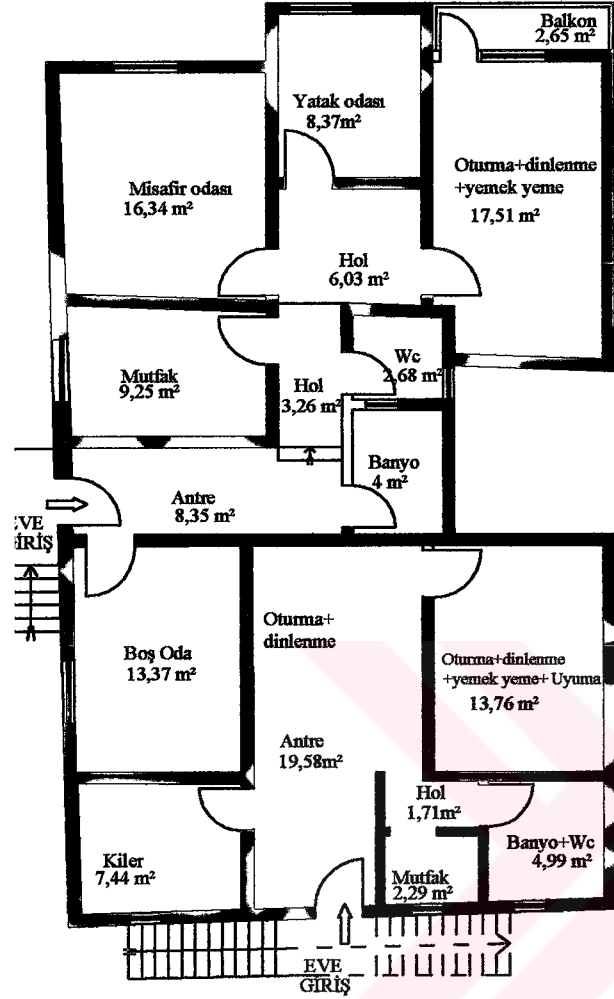 Balkon
2,65 m²
Yatak odası
8,37m²
Oturma+dinlenme
+yemek yeme
17,51 m²
Misafir odası
16,34 m²
Hol
6,03 m²
Wc
2,68 m²
Mutfak
9,25 m²
Hol
3,26 m²
Banyo
4 m²
Antre
8,35 m²
EVE
GİRİŞ
Oturma+
dinlenme
Boş Oda
13,37 m²
Oturma+dinlenme
+yemek yeme+ Uyuma
13,76 m²
Antre
19,58m²
Hol
1,71m²
Banyo+Wc
4,99 m²
Kiler
7,44 m²
Mutfak
2,29 m²
EVE
GİRİŞ